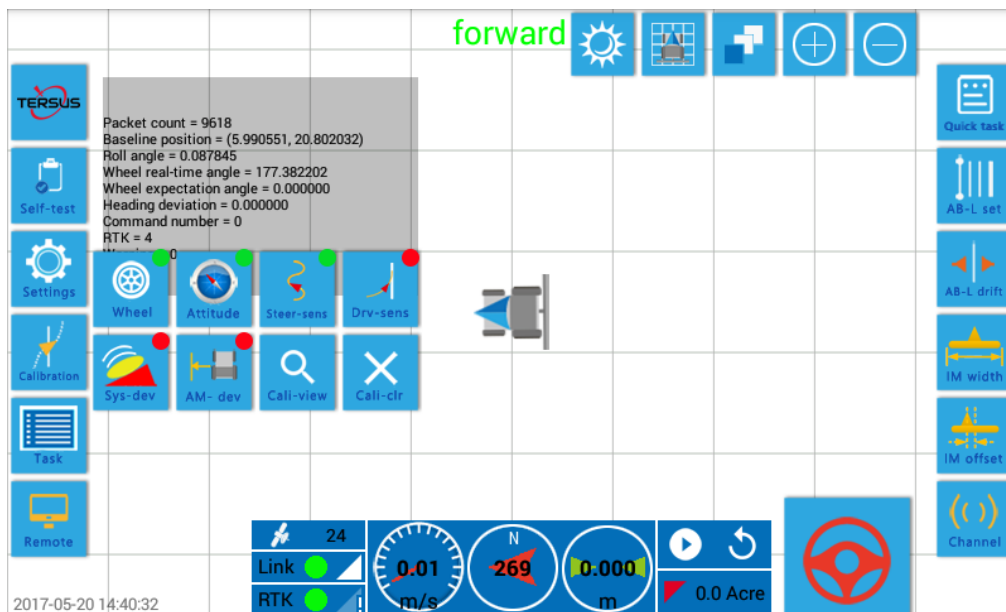 forward
TERSUS
Packet count = 9618
Baseline position = (5.990551, 20.802032)
Roll angle = 0.087845
Wheel real-time angle = 177.382202
Wheel expectation angle = 0.000000
Heading deviation = 0.000000
Command number = 0
RTK = 4
Self-test
Settings
Calibration
Task
Remote
Wheel
Attitude
Steer-sens
Drv-sens
Sys-dev
AM- dev
Cali-view
Cali-clr
Quick task
AB-L set
AB-L drift
IM width
IM offset
Channel
24
Link
RTK
!
0.01
m/s
N
269
0.000
m
0.0 Acre
2017-05-20 14:40:32